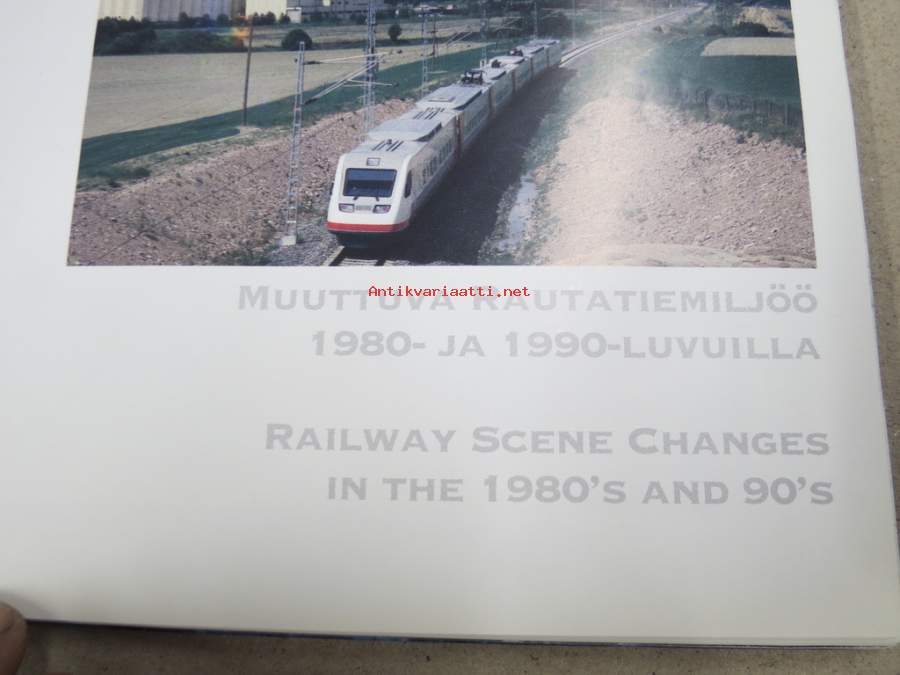 Antikvariaatti.net
MUUTTUVA RAUTATIEMILJÖÖ
1980- JA 1990-LUVUILLA
RAILWAY SCENE CHANGES
IN THE 1980'S AND 90'S